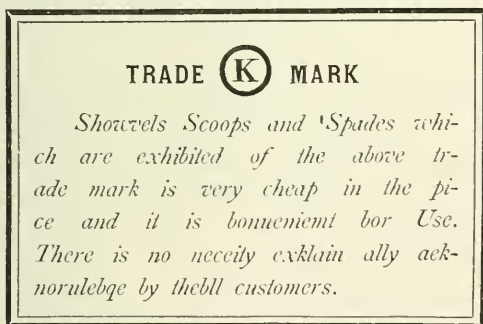 TRADE K MARK
Showvels Scoops and 'Spades whi-
ch are exhibited of the above tr-
ade mark is very cheap in the pi-
ce and it is bonneniemt bor Use.
There is no neceity exklain ally aek-
norulebqe by thebll customers.